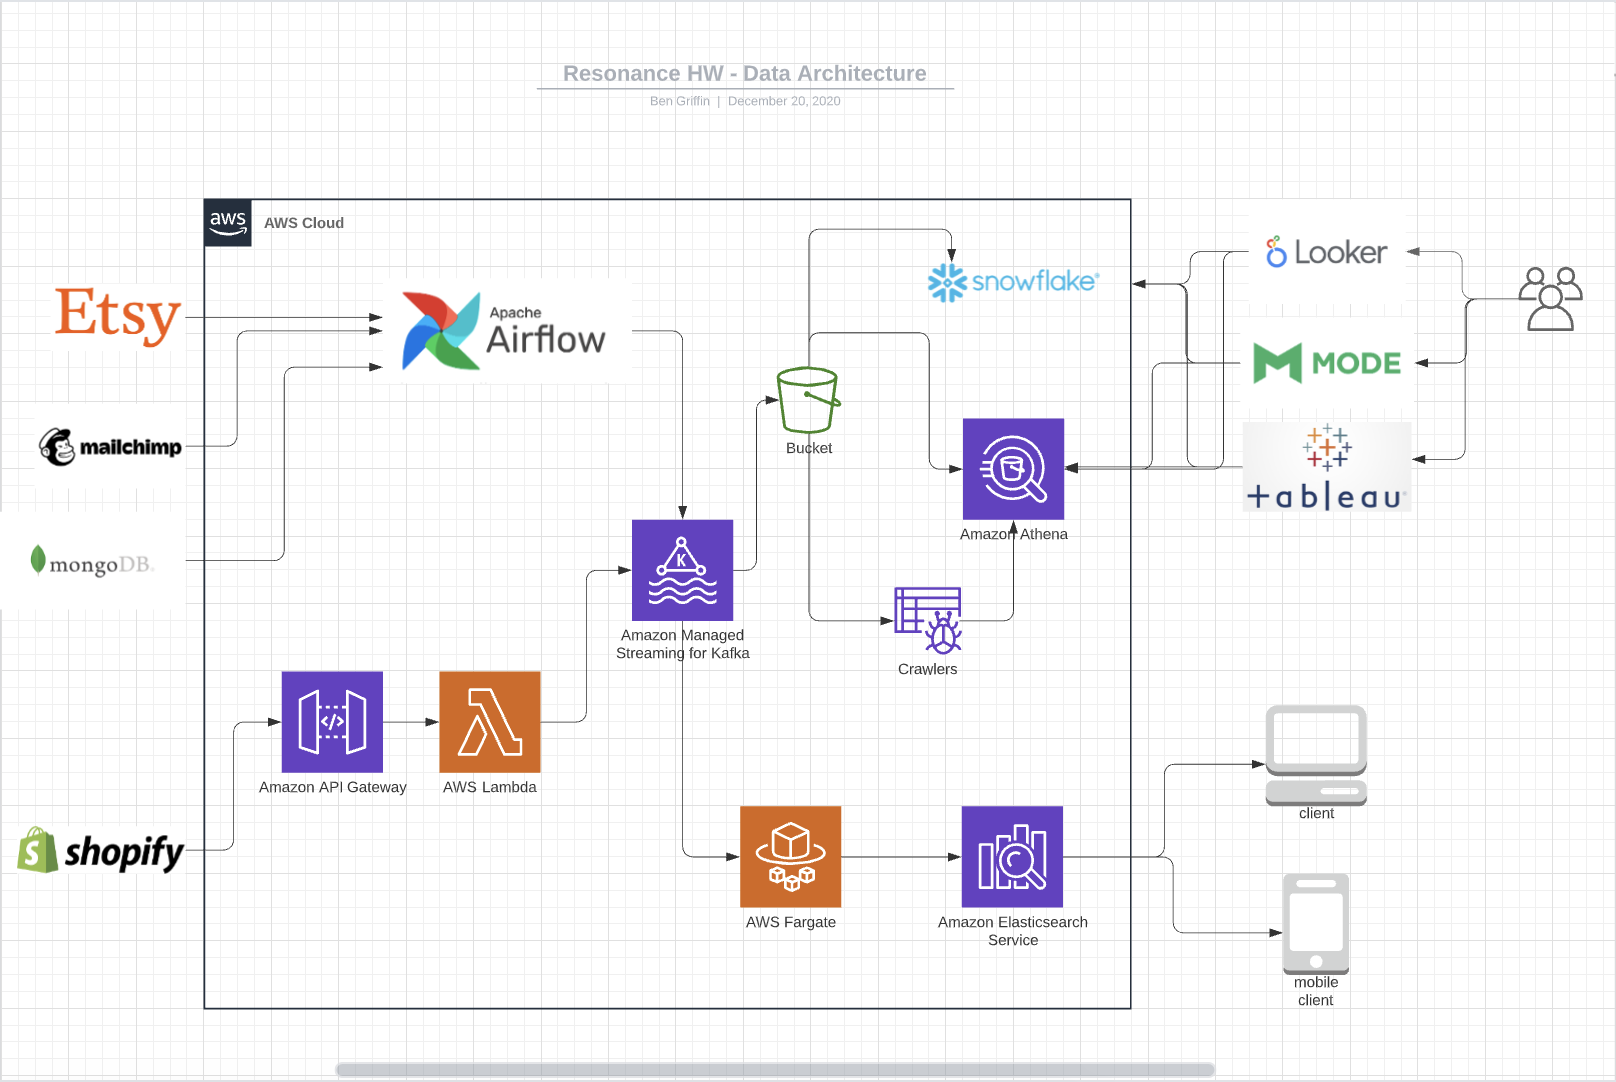 Resonance HW - Data Architecture
Ben Griffin | December 20, 2020
aws
AWS Cloud
Etsy
Apache
Airflow
mailchimp
mongoDB.
shopify
Amazon API Gateway
AWS Lambda
K
Amazon Managed
Streaming for Kafka
Bucket
snowflake®
Amazon Athena
Crawlers
AWS Fargate
Amazon Elasticsearch
Service
Looker
MODE
+ a b l e a u
client
mobile
client